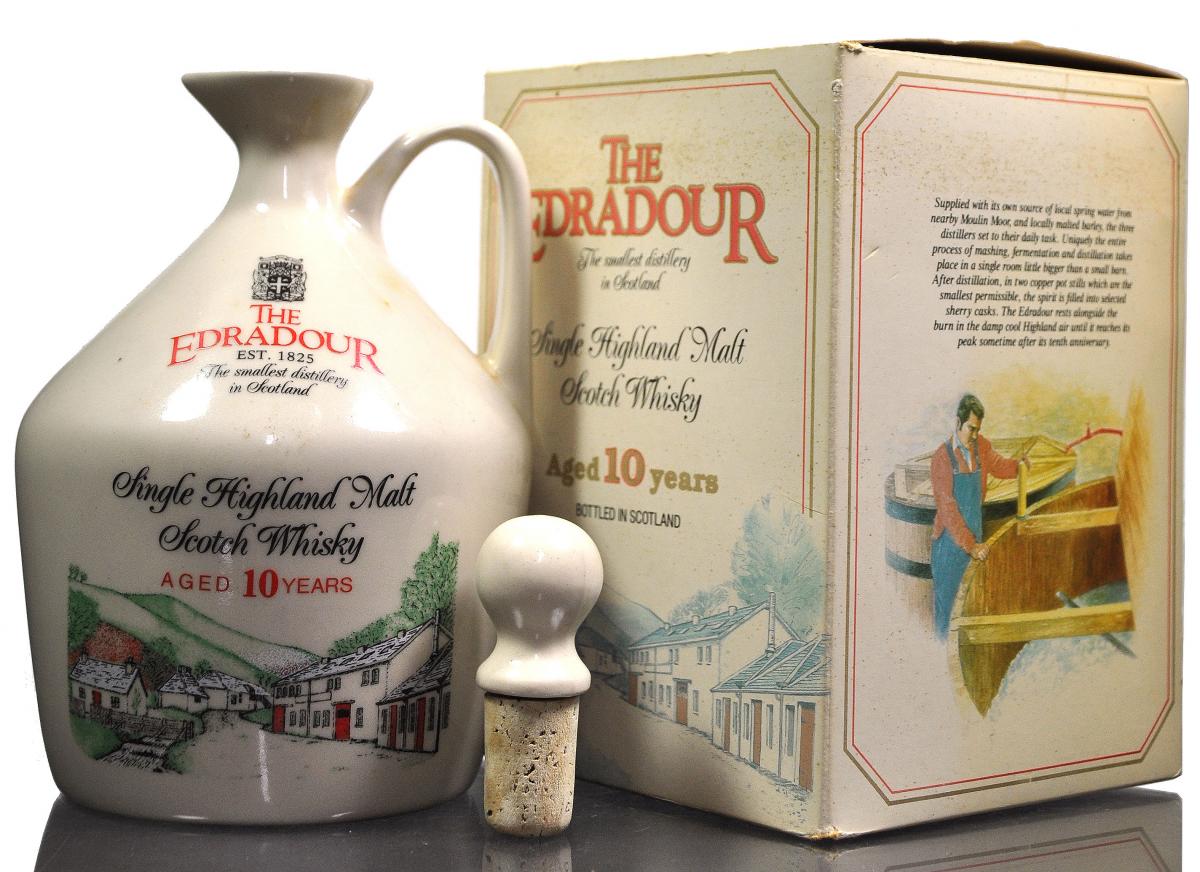 THE
EDRADOUR
EST. 1825
The smallest distillery
in Scotland
Single Highland Malt
Scotch Whisky
AGED 10 YEARS
THE
EDRADOUR
The smallest distillery
in Scotland
Single Highland Malt
Scotch Whisky
Aged 10 years
BOTTLED IN SCOTLAND
Supplied with its own source of local spring water from
nearby Moulin Moor, and locally malted barley, the three
distillers set to their daily task. Uniquely the entire
process of mashing, fermentation and distillation takes
place in a single room little bigger than a small barn.
After distillation, in two copper pot stills which are the
smallest permissible, the spirit is filled into selected
sherry casks. The Edradour rests alongside the
burn in the damp cool Highland air until it reaches its
peak sometime after its tenth anniversary.